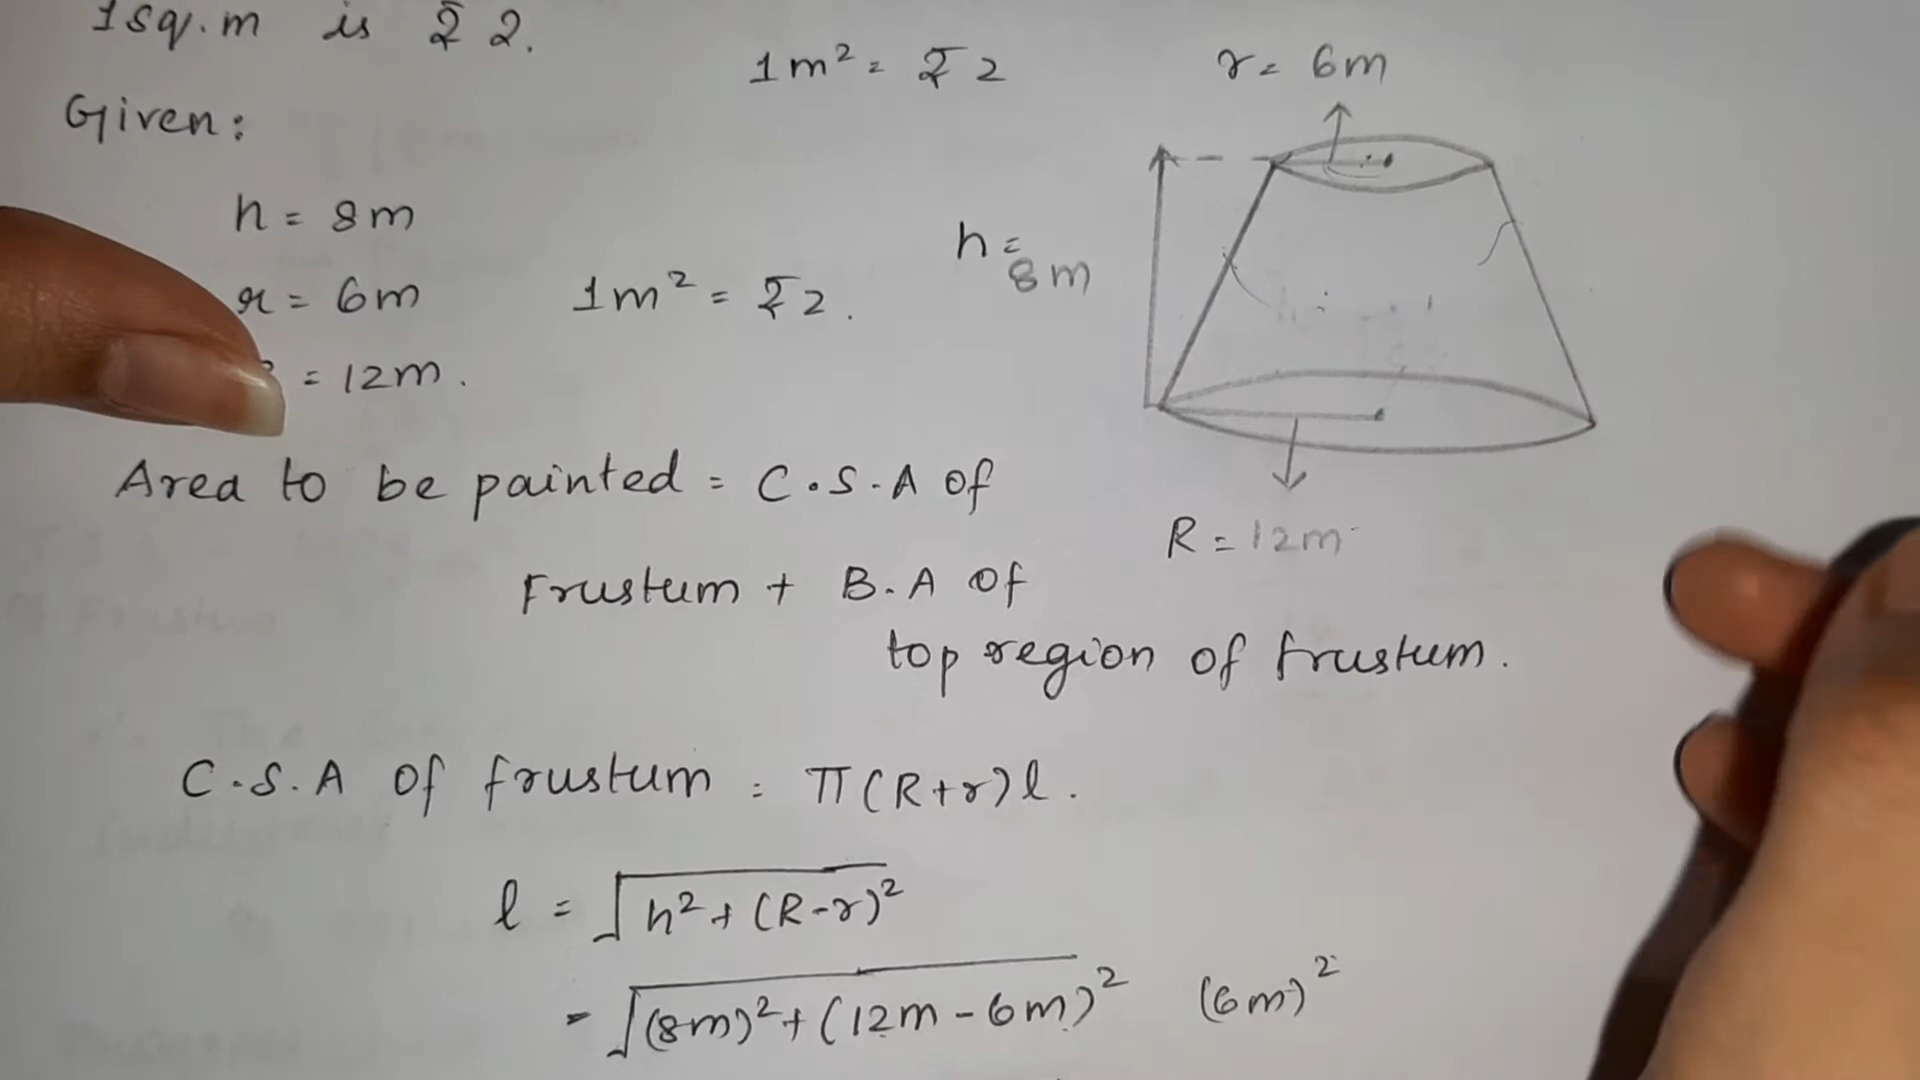 1sq.m is ₹ 2.
1m² = ₹ 2
r = 6m
Given:
h = 8m
h = 8m
r = 6m
1m² = ₹ 2.
= 12m.
Area to be painted = C.S.A of
R = 12m
Frustum + B.A of
top region of frustum.
C.S.A of frustum = π(R+r)l.
l = √h²+(R-r)²
= √(8m)²+(12m-6m)² (6m)²